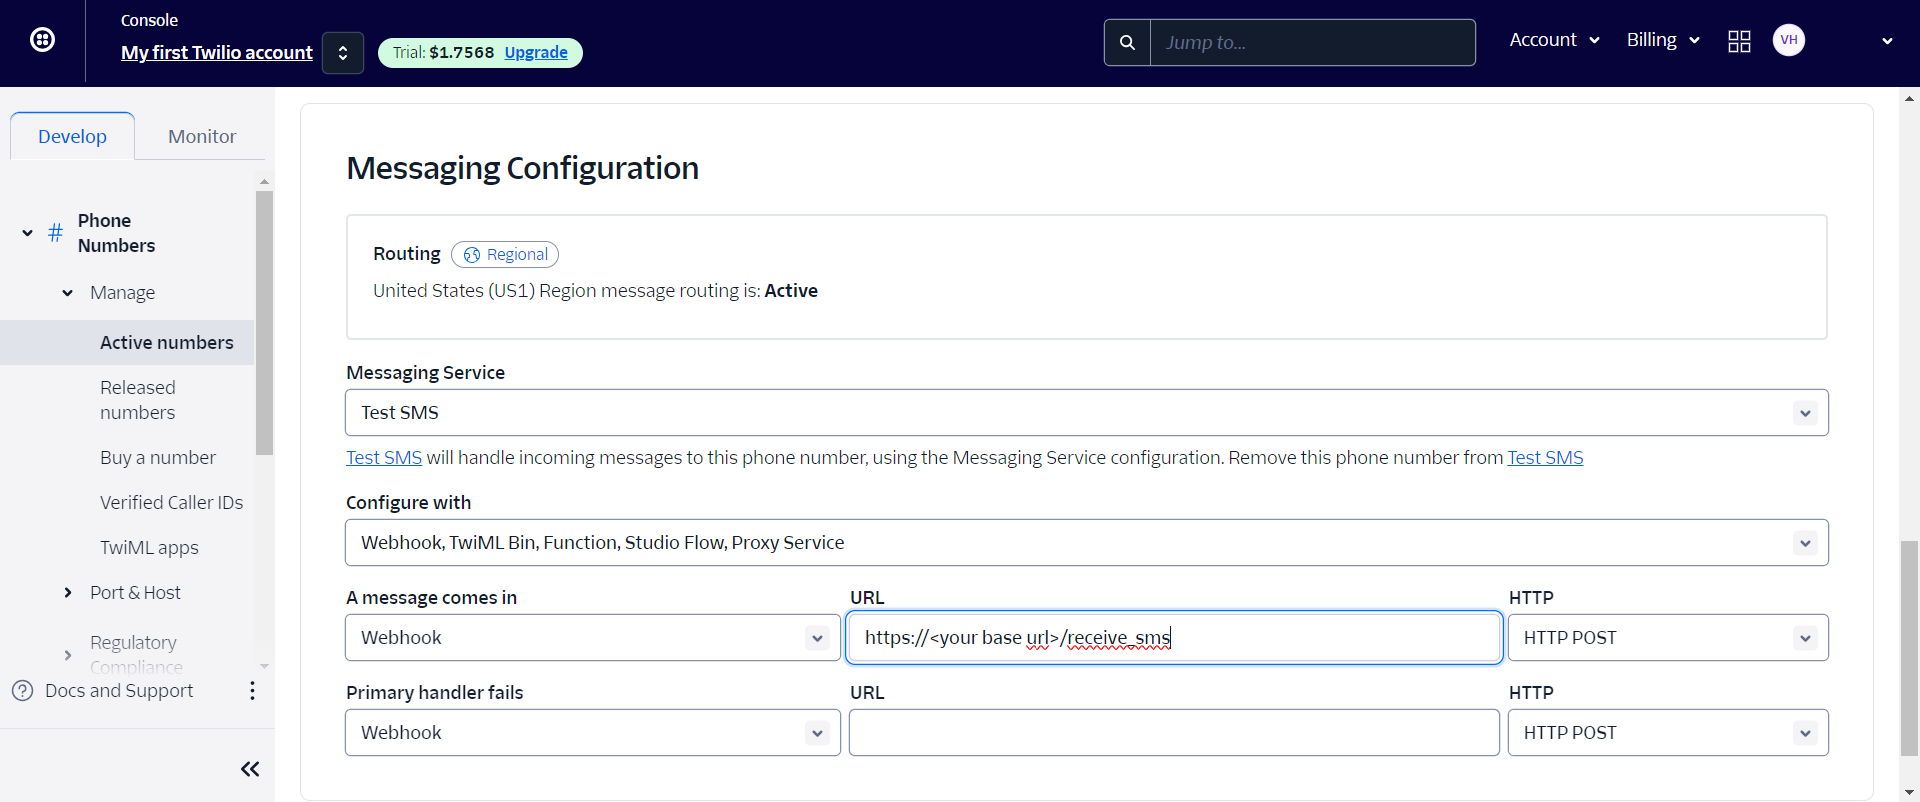 Console
My first Twilio account
Trial: $1.7568 Upgrade
Jump to...
Account
Billing
VH
Develop
Monitor
Phone
Numbers
Manage
Active numbers
Released
numbers
Buy a number
Verified Caller IDs
TwiML apps
Port & Host
Regulatory
Compliance
Docs and Support
Messaging Configuration
Routing Regional
United States (US1) Region message routing is: Active
Messaging Service
Test SMS
Test SMS will handle incoming messages to this phone number, using the Messaging Service configuration. Remove this phone number from Test SMS
Configure with
Webhook, TwiML Bin, Function, Studio Flow, Proxy Service
A message comes in URL HTTP
Webhook https://<your base url>/receive_sms HTTP POST
Primary handler fails URL HTTP
Webhook HTTP POST